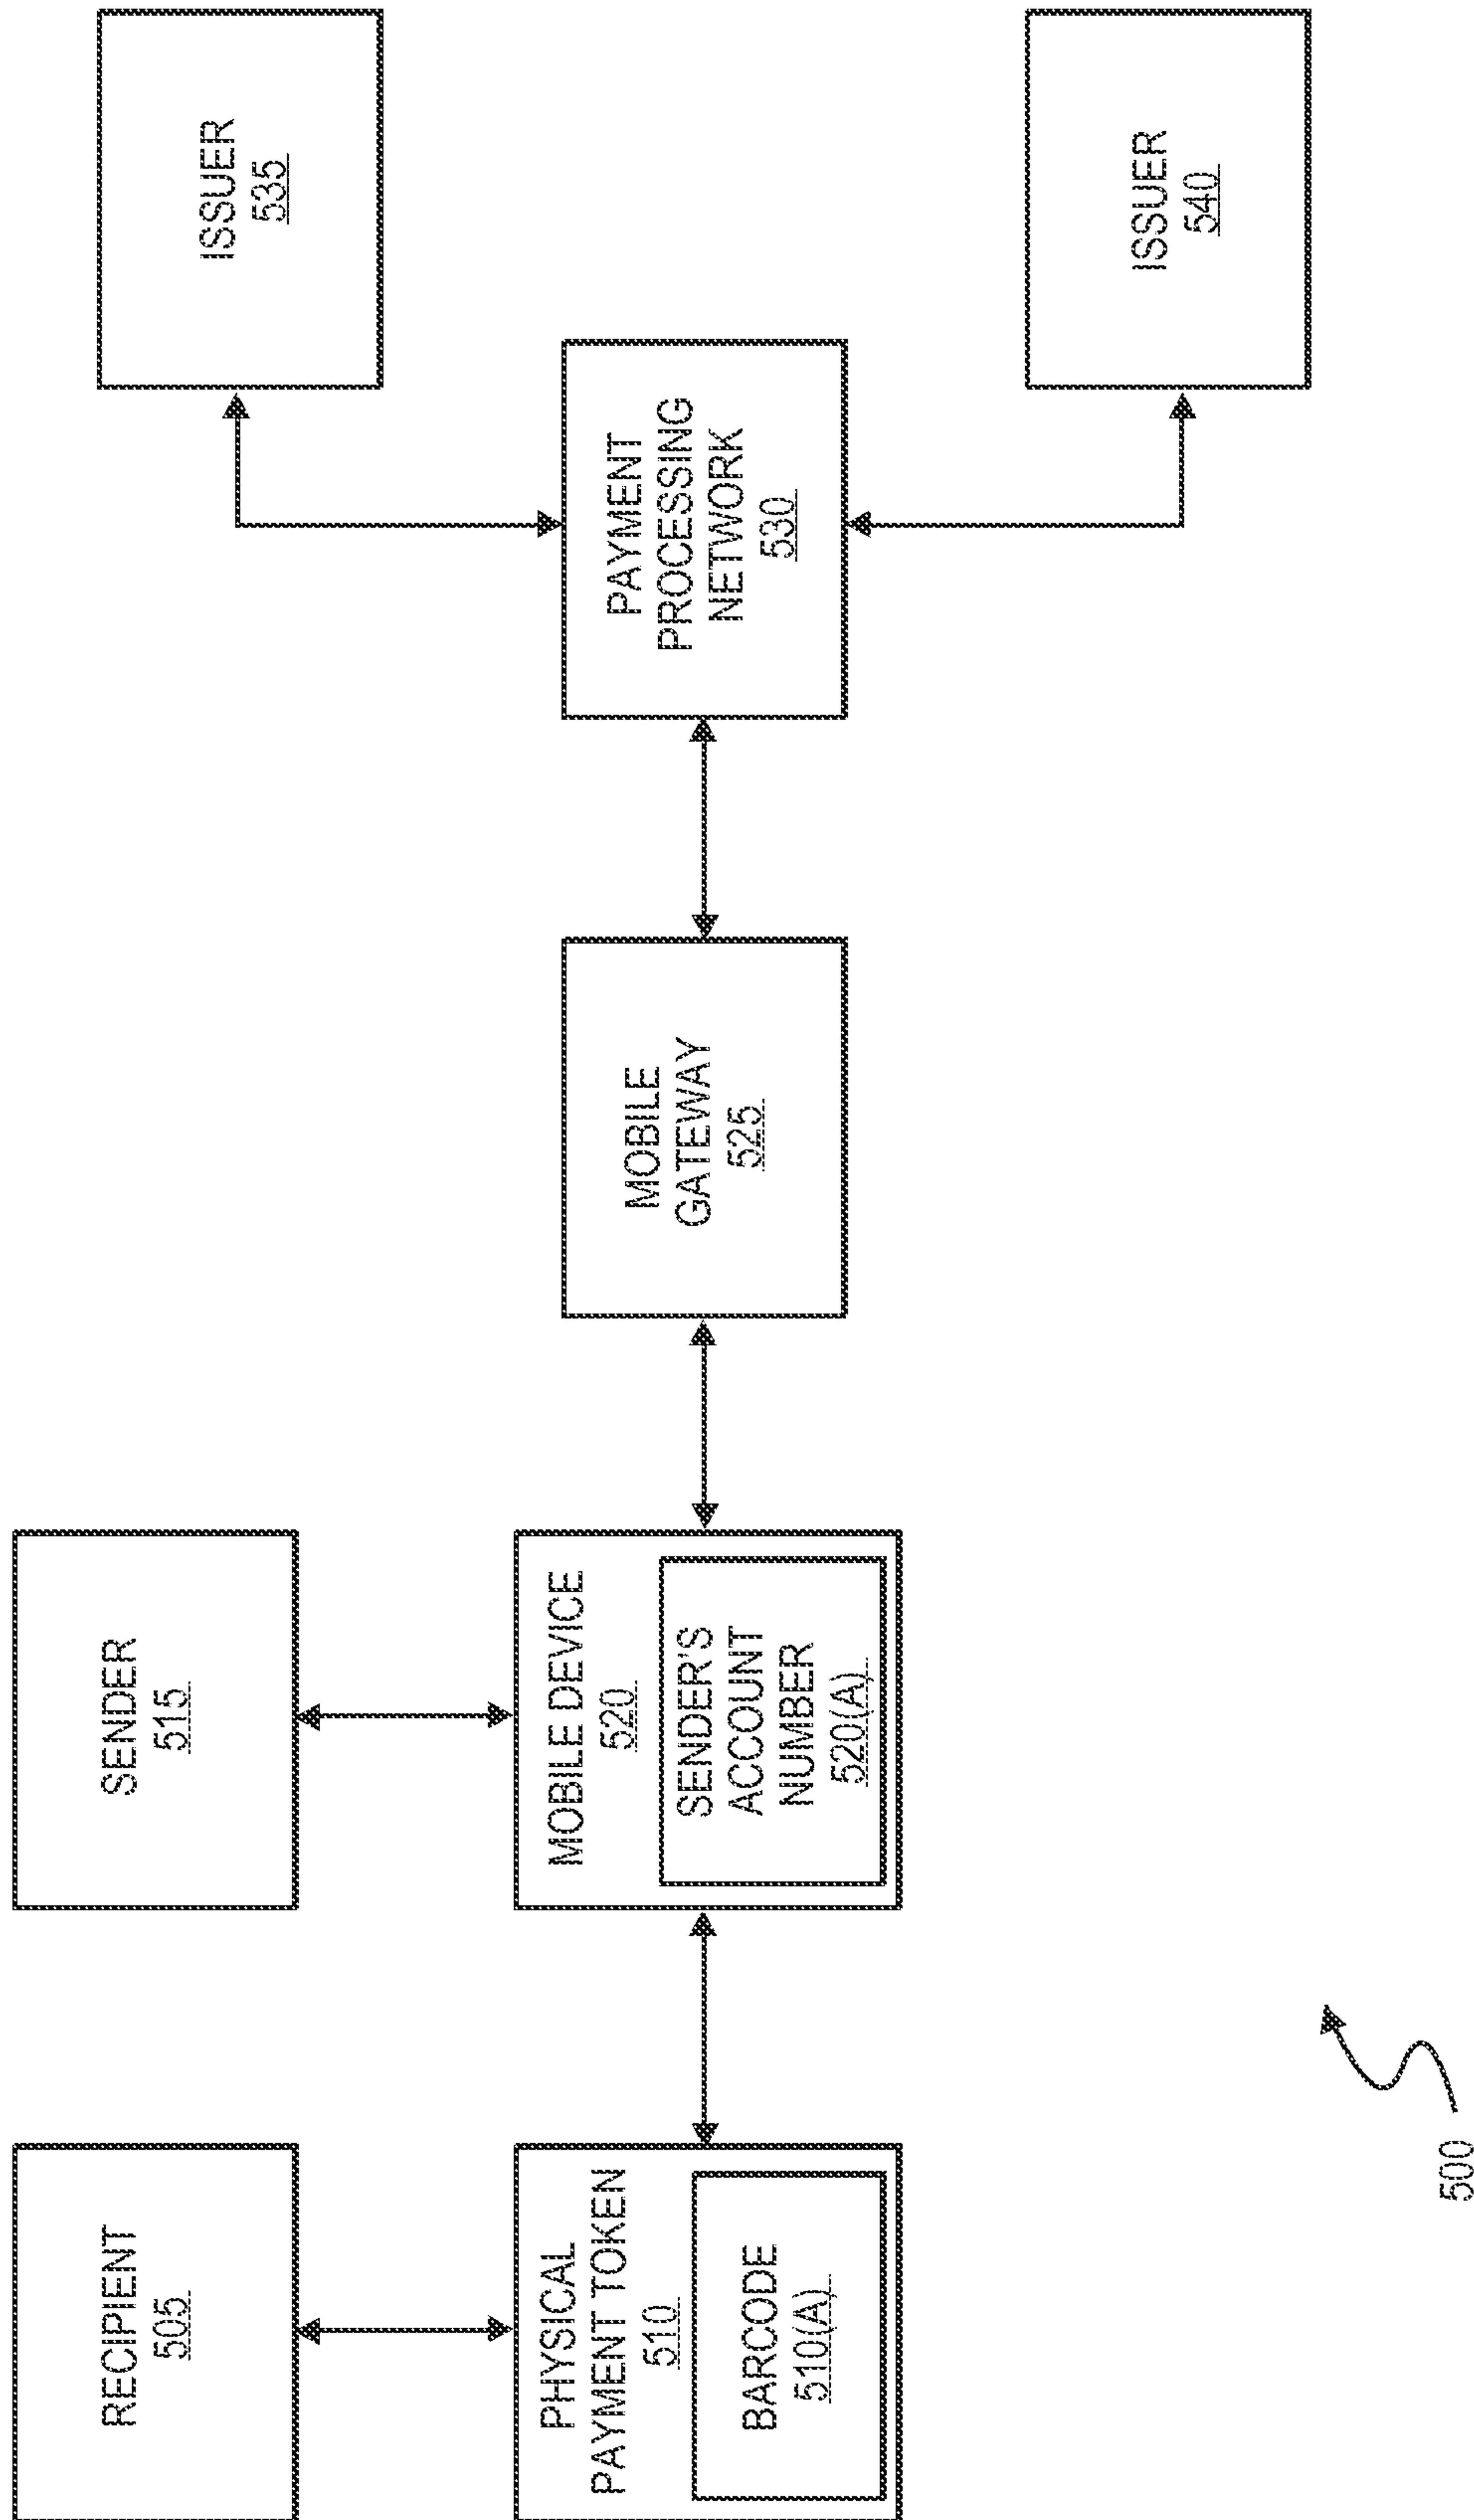 RECIPIENT
505
SENDER
515
ISSUER
535
PHYSICAL
PAYMENT TOKEN
510
BARCODE
510(A)
MOBILE DEVICE
520
SENDER'S
ACCOUNT
NUMBER
520(A)
MOBILE
GATEWAY
525
PAYMENT
PROCESSING
NETWORK
530
ISSUER
540
500